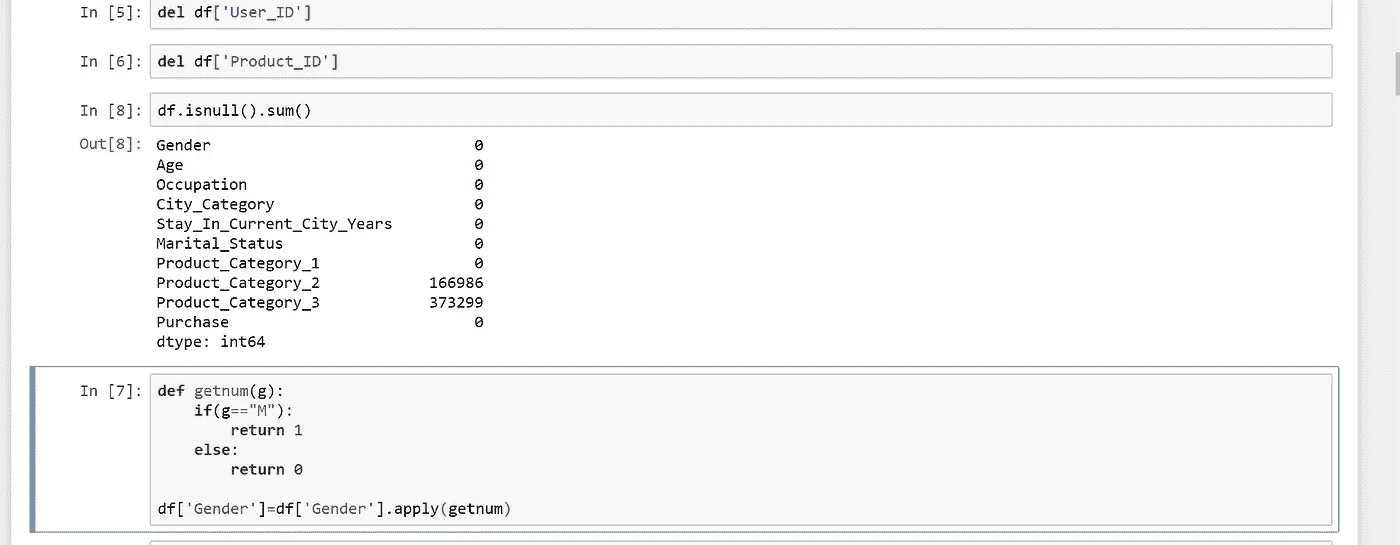 In [5]: del df['User_ID']
In [6]: del df['Product_ID']
In [8]: df.isnull().sum()
Out[8]: Gender 0
Age 0
Occupation 0
City_Category 0
Stay_In_Current_City_Years 0
Marital_Status 0
Product_Category_1 0
Product_Category_2 166986
Product_Category_3 373299
Purchase 0
dtype: int64
In [7]: def getnum(g):
    if(g=="M"):
        return 1
    else:
        return 0
df['Gender']=df['Gender'].apply(getnum)